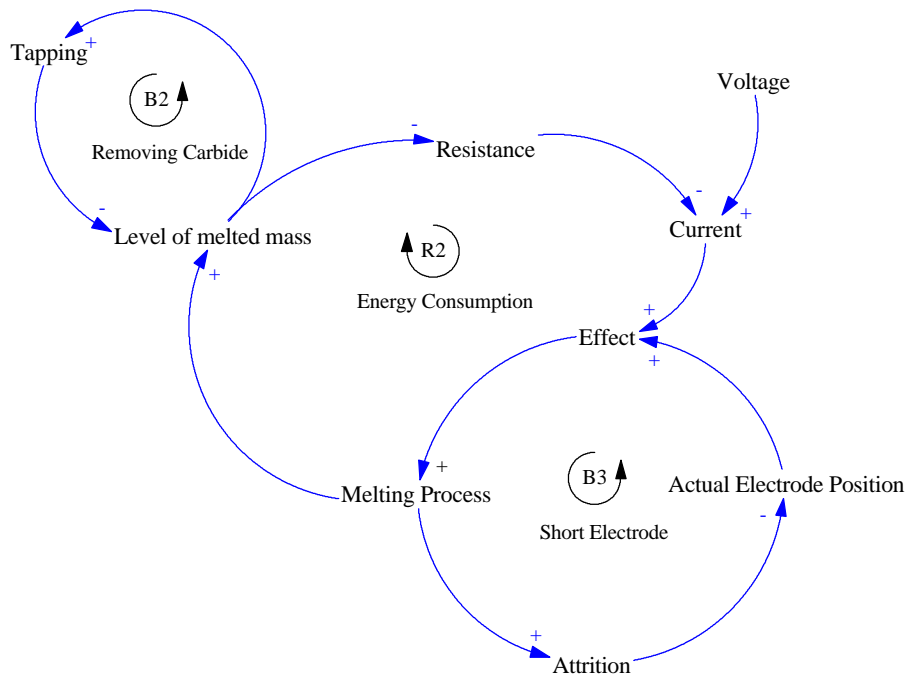 Tapping
+
B2
Removing Carbide
-
Level of melted mass
+
-
Resistance
Voltage
-
+
Current
R2
Energy Consumption
+
Effect
+
+
Melting Process
B3
Short Electrode
Actual Electrode Position
-
+
Attrition